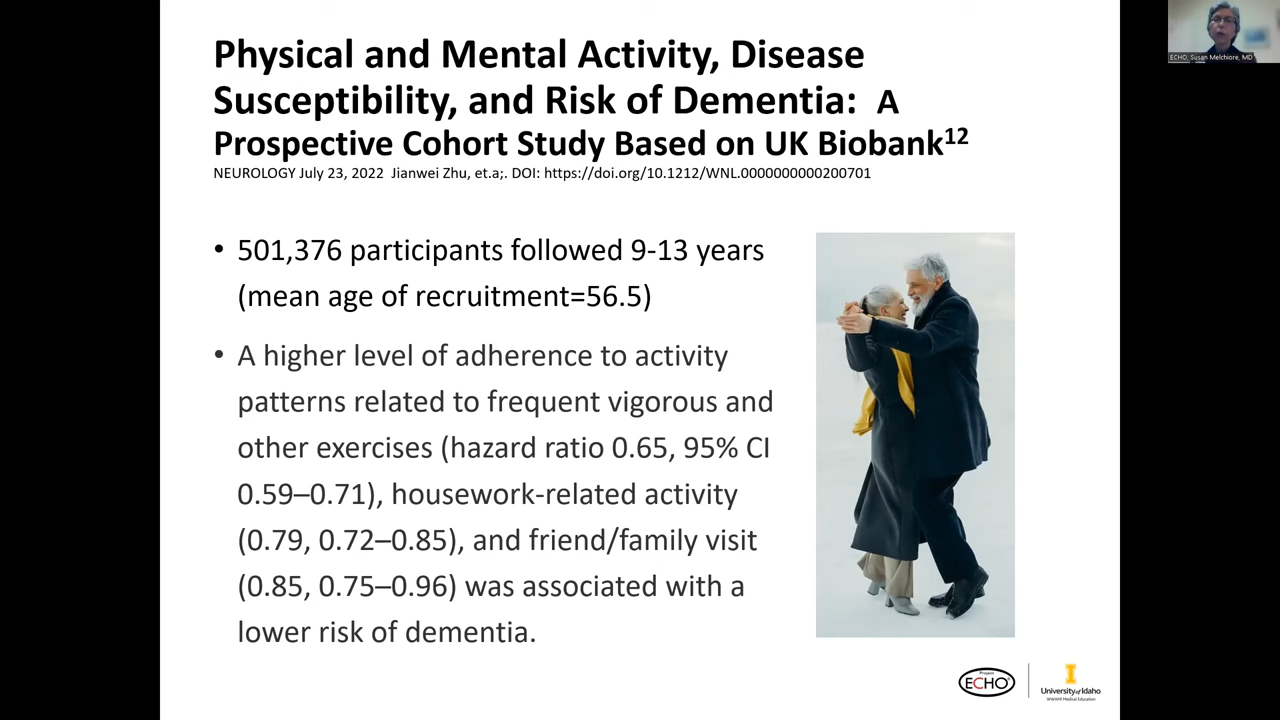 Physical and Mental Activity, Disease
Susceptibility, and Risk of Dementia: A
Prospective Cohort Study Based on UK Biobank12
NEUROLOGY July 23, 2022 Jianwei Zhu, et.a;. DOI: https://doi.org/10.1212/WNL.0000000000200701
• 501,376 participants followed 9-13 years
(mean age of recruitment=56.5)
• A higher level of adherence to activity
patterns related to frequent vigorous and
other exercises (hazard ratio 0.65, 95% CI
0.59–0.71), housework-related activity
(0.79, 0.72–0.85), and friend/family visit
(0.85, 0.75–0.96) was associated with a
lower risk of dementia.
ECHO, Susan Melchiore, MD
Project
ECHO
I
University of Idaho
WWAMI Medical Education